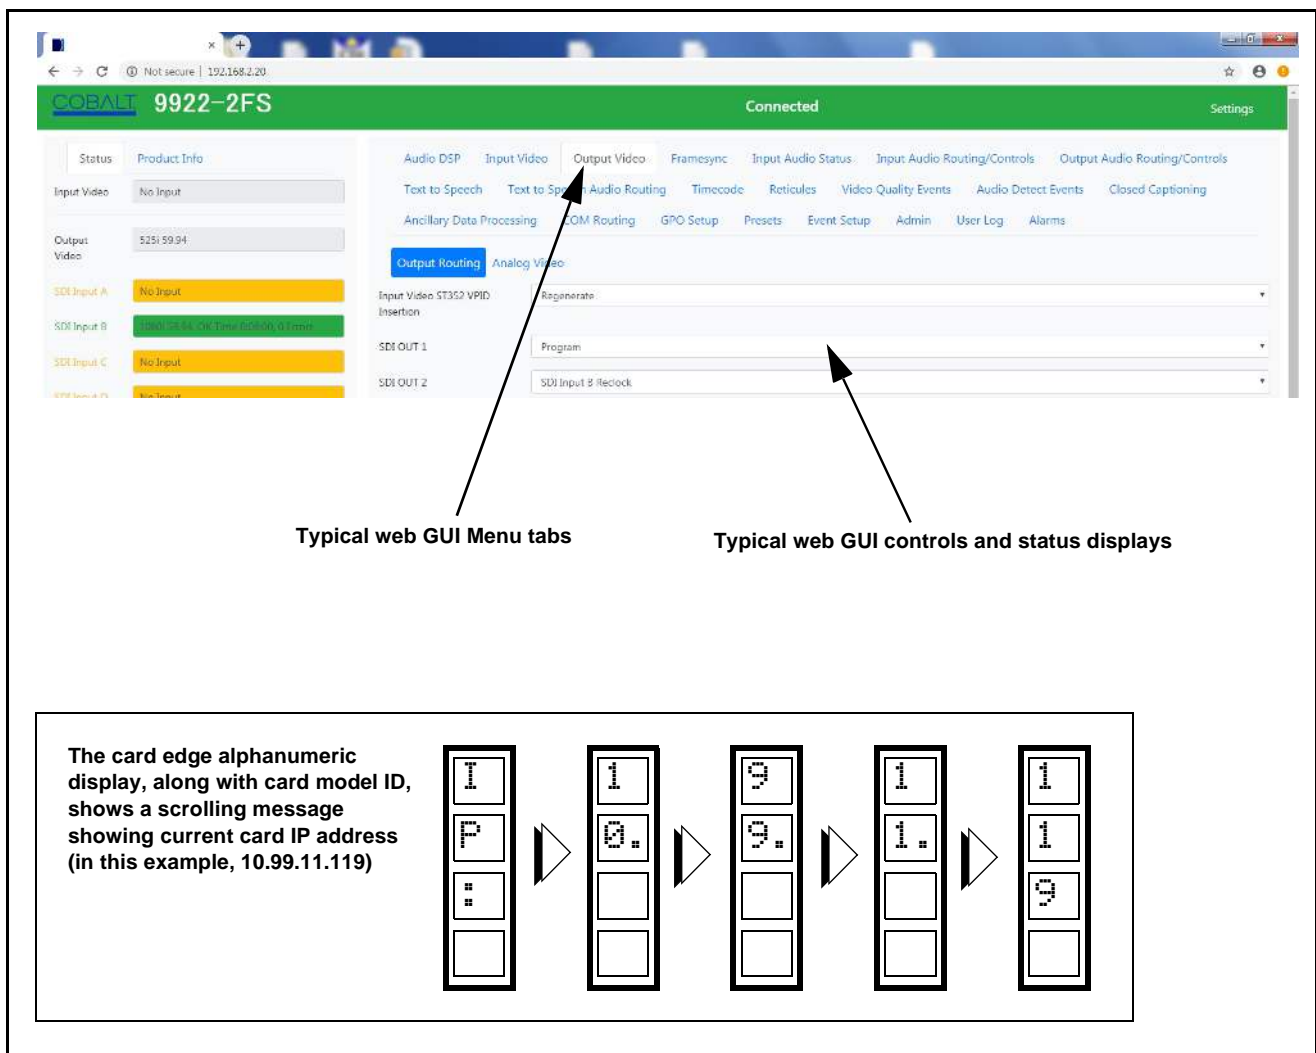 Not secure | 192.168.2.20
COBALT 9922-2FS Connected Settings
Status Product Info
Input Video No Input
Output Video 525i 59.94
SDI Input A No Input
SDI Input B
SDI Input C No Input
Audio DSP Input Video Output Video Framesync Input Audio Status Input Audio Routing/Controls Output Audio Routing/Controls
Text to Speech Text to Speech Audio Routing Timecode Reticules Video Quality Events Audio Detect Events Closed Captioning
Ancillary Data Processing COM Routing GPO Setup Presets Event Setup Admin User Log Alarms
Output Routing Analog Video
Input Video ST352 VPID Insertion Regenerate
SDI OUT 1 Program
SDI OUT 2 SDI Input B Reclock
Typical web GUI Menu tabs
Typical web GUI controls and status displays
The card edge alphanumeric
display, along with card model ID,
shows a scrolling message
showing current card IP address
(in this example, 10.99.11.119)
I 1 9 1 1
P 0. 9. 1. 1
: 9